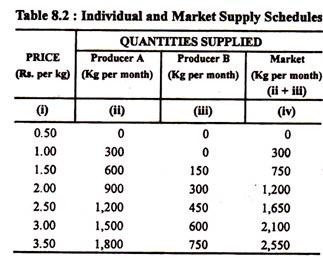 Table 8.2 : Individual and Market Supply Schedules
QUANTITIES SUPPLIED
PRICE Producer A Producer B Market
(Rs. per kg) (Kg per month) (Kg per month) (Kg per month)
(ii + iii)
(i) (ii) (iii) (iv)
0.50 0 0 0
1.00 300 0 300
1.50 600 150 750
2.00 900 300 1,200
2.50 1,200 450 1,650
3.00 1,500 600 2,100
3.50 1,800 750 2,550